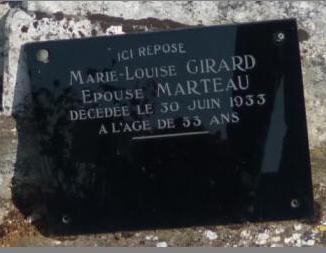 ICI REPOSE
MARIE-LOUISE GIRARD
EPOUSE MARTEAU
DÉCÉDÉE LE 30 JUIN 1933
A L'AGE DE 33 ANS